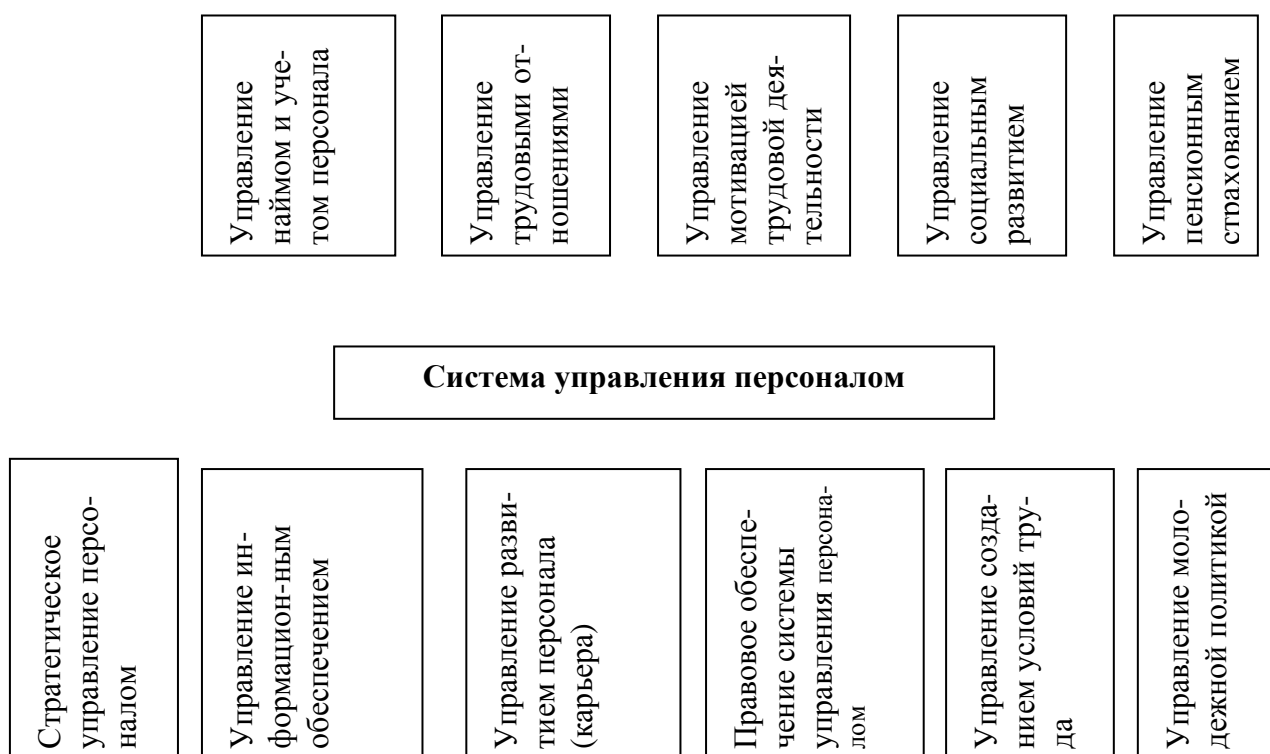 Управление
наймом и уче-
том персонала
Управление
трудовыми от-
ношениями
Управление
мотивацией
трудовой дея-
тельности
Управление
социальным
развитием
Управление
пенсионным
страхованием
Система управления персоналом
Стратегическое
управление персо-
налом
Управление ин-
формацион-ным
обеспечением
Управление разви-
тием персонала
(карьера)
Правовое обеспе-
чение системы
управления персона-
лом
Управление созда-
нием условий тру-
да
Управление моло-
дежной политикой